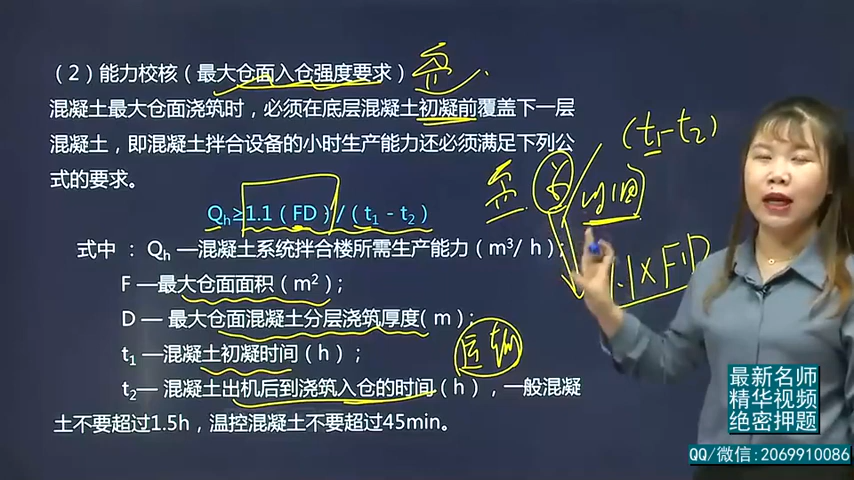 （2）能力校核（最大仓面入仓强度要求）
混凝土最大仓面浇筑时，必须在底层混凝土初凝前覆盖下一层
混凝土，即混凝土拌合设备的小时生产能力还必须满足下列公
式的要求。
(t₁-t₂)
Qₕ≥1.1（FD）/（t₁－t₂）
式中 ： Qₕ —混凝土系统拌合楼所需生产能力（m³/ h）;
1.1×FD
F —最大仓面面积（m²）;
D — 最大仓面混凝土分层浇筑厚度( m）;
t₁ —混凝土初凝时间（h）;
运输
t₂— 混凝土出机后到浇筑入仓的时间（h），一般混凝
土不要超过1.5h，温控混凝土不要超过45min。
最新名师
精华视频
绝密押题
QQ/微信:2069910086